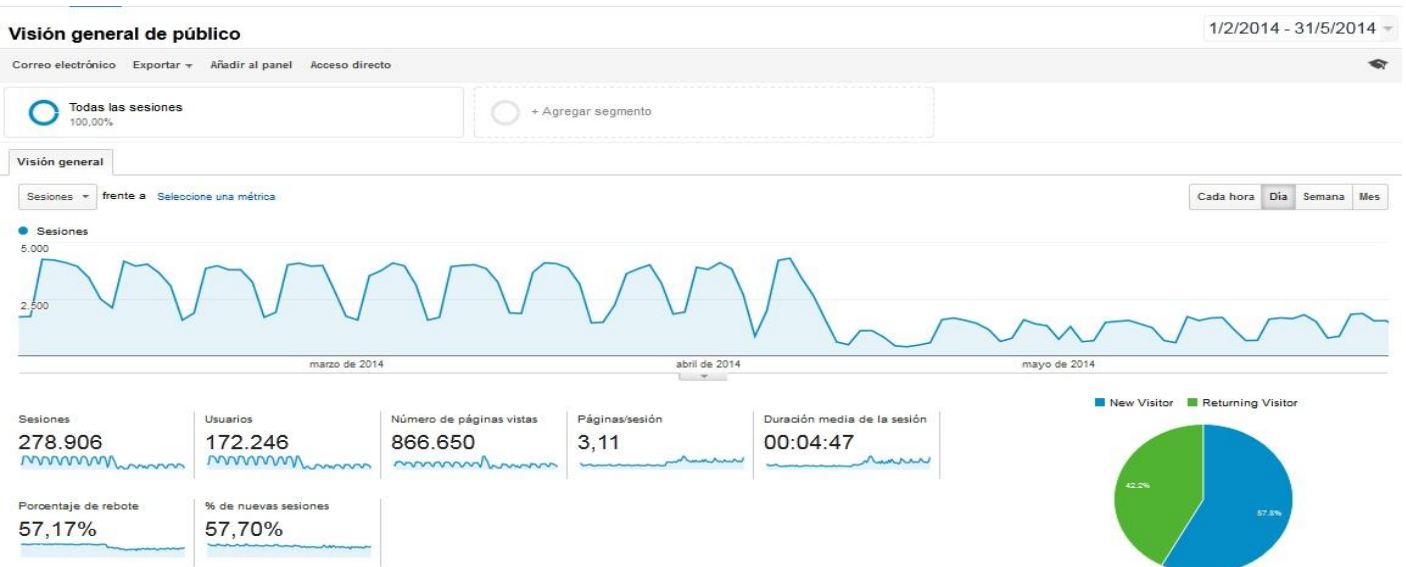 Visión general de público
1/2/2014 - 31/5/2014
Correo electrónico Exportar Añadir al panel Acceso directo
Todas las sesiones
100,00%
+ Agregar segmento
Visión general
Sesiones frente a Seleccione una métrica
Cada hora Día Semana Mes
Sesiones
5.000
2.500
marzo de 2014 abril de 2014 mayo de 2014
New Visitor Returning Visitor
Sesiones Usuarios Número de páginas vistas Páginas/sesión Duración media de la sesión
278.906 172.246 866.650 3,11 00:04:47
42.2%
57.8%
Porcentaje de rebote % de nuevas sesiones
57,17% 57,70%